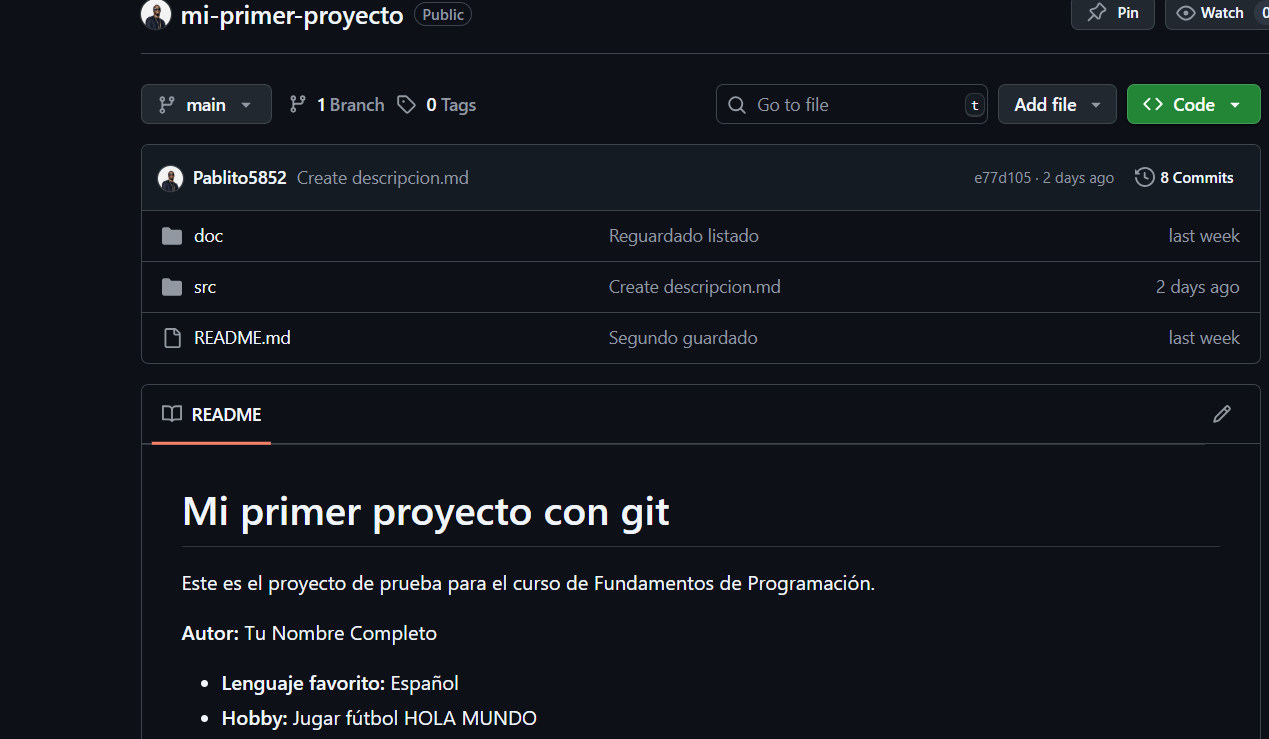 mi-primer-proyecto Public Pin Watch 0
main 1 Branch 0 Tags Go to file t Add file Code
Pablito5852 Create descripcion.md e77d105 · 2 days ago 8 Commits
doc Reguardado listado last week
src Create descripcion.md 2 days ago
README.md Segundo guardado last week
README
Mi primer proyecto con git
Este es el proyecto de prueba para el curso de Fundamentos de Programación.
Autor: Tu Nombre Completo
• Lenguaje favorito: Español
• Hobby: Jugar fútbol HOLA MUNDO